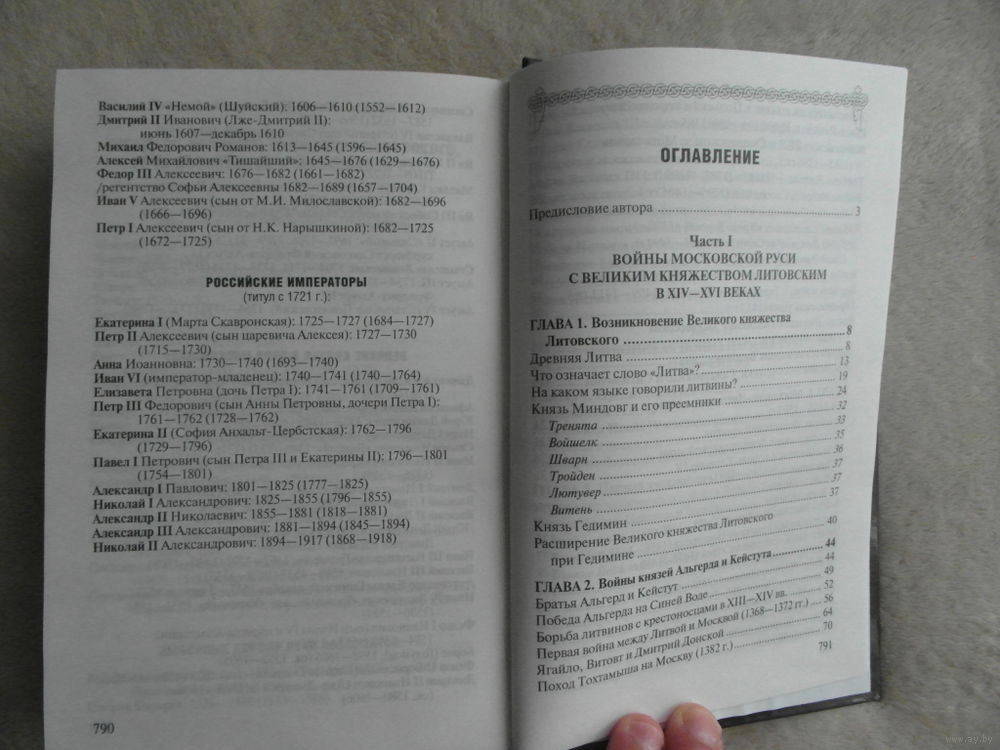 Василий IV «Немой» (Шуйский): 1606—1610 (1552—1612)
Дмитрий II Иванович (Лже-Дмитрий II):
июнь 1607—декабрь 1610
Михаил Федорович Романов: 1613—1645 (1596—1645)
Алексей Михайлович «Тишайший»: 1645—1676 (1629—1676)
Федор III Алексеевич: 1676—1682 (1661—1682)
/регентство Софьи Алексеевны 1682—1689 (1657—1704)
Иван V Алексеевич (сын от М.И. Милославской): 1682—1696
(1666—1696)
Петр I Алексеевич (сын от Н.К. Нарышкиной): 1682—1725
(1672—1725)
РОССИЙСКИЕ ИМПЕРАТОРЫ
(титул с 1721 г.):
Екатерина I (Марта Скавронская): 1725—1727 (1684—1727)
Петр II Алексеевич (сын царевича Алексея): 1727—1730
(1715—1730)
Анна Иоанновна: 1730—1740 (1693—1740)
Иван VI (император-младенец): 1740—1741 (1740—1764)
Елизавета Петровна (дочь Петра I): 1741—1761 (1709—1761)
Петр III Федорович (сын Анны Петровны, дочери Петра I):
1761—1762 (1728—1762)
Екатерина II (София Анхальт-Цербстская): 1762—1796
(1729—1796)
Павел I Петрович (сын Петра III и Екатерины II): 1796—1801
(1754—1801)
Александр I Павлович: 1801—1825 (1777—1825)
Николай I Александрович: 1825—1855 (1796—1855)
Александр II Николаевич: 1855—1881 (1818—1881)
Александр III Александрович: 1881—1894 (1845—1894)
Николай II Александрович: 1894—1917 (1868—1918)
790
ОГЛАВЛЕНИЕ
Предисловие автора 3
Часть I
ВОЙНЫ МОСКОВСКОЙ РУСИ
С ВЕЛИКИМ КНЯЖЕСТВОМ ЛИТОВСКИМ
В XIV—XVI ВЕКАХ
ГЛАВА 1. Возникновение Великого княжества
Литовского 8
Древняя Литва 8
Что означает слово «Литва»? 13
На каком языке говорили литвины? 19
Князь Миндовг и его преемники 24
Тренята 32
Войшелк 33
Шварн 35
Тройден 36
Лютувер 37
Витень 37
Князь Гедимин 37
Расширение Великого княжества Литовского
при Гедимине 40
ГЛАВА 2. Войны князей Альгерда и Кейстута 44
Братья Альгерд и Кейстут 44
Победа Альгерда на Синей Воде 49
Борьба литвинов с крестоносцами в XIII—XIV вв. 52
Первая война между Литвой и Москвой (1368—1372 гг.) 56
Ягайло, Витовт и Дмитрий Донской 64
Поход Тохтамыша на Москву (1382 г.) 70
791
www.ay.by